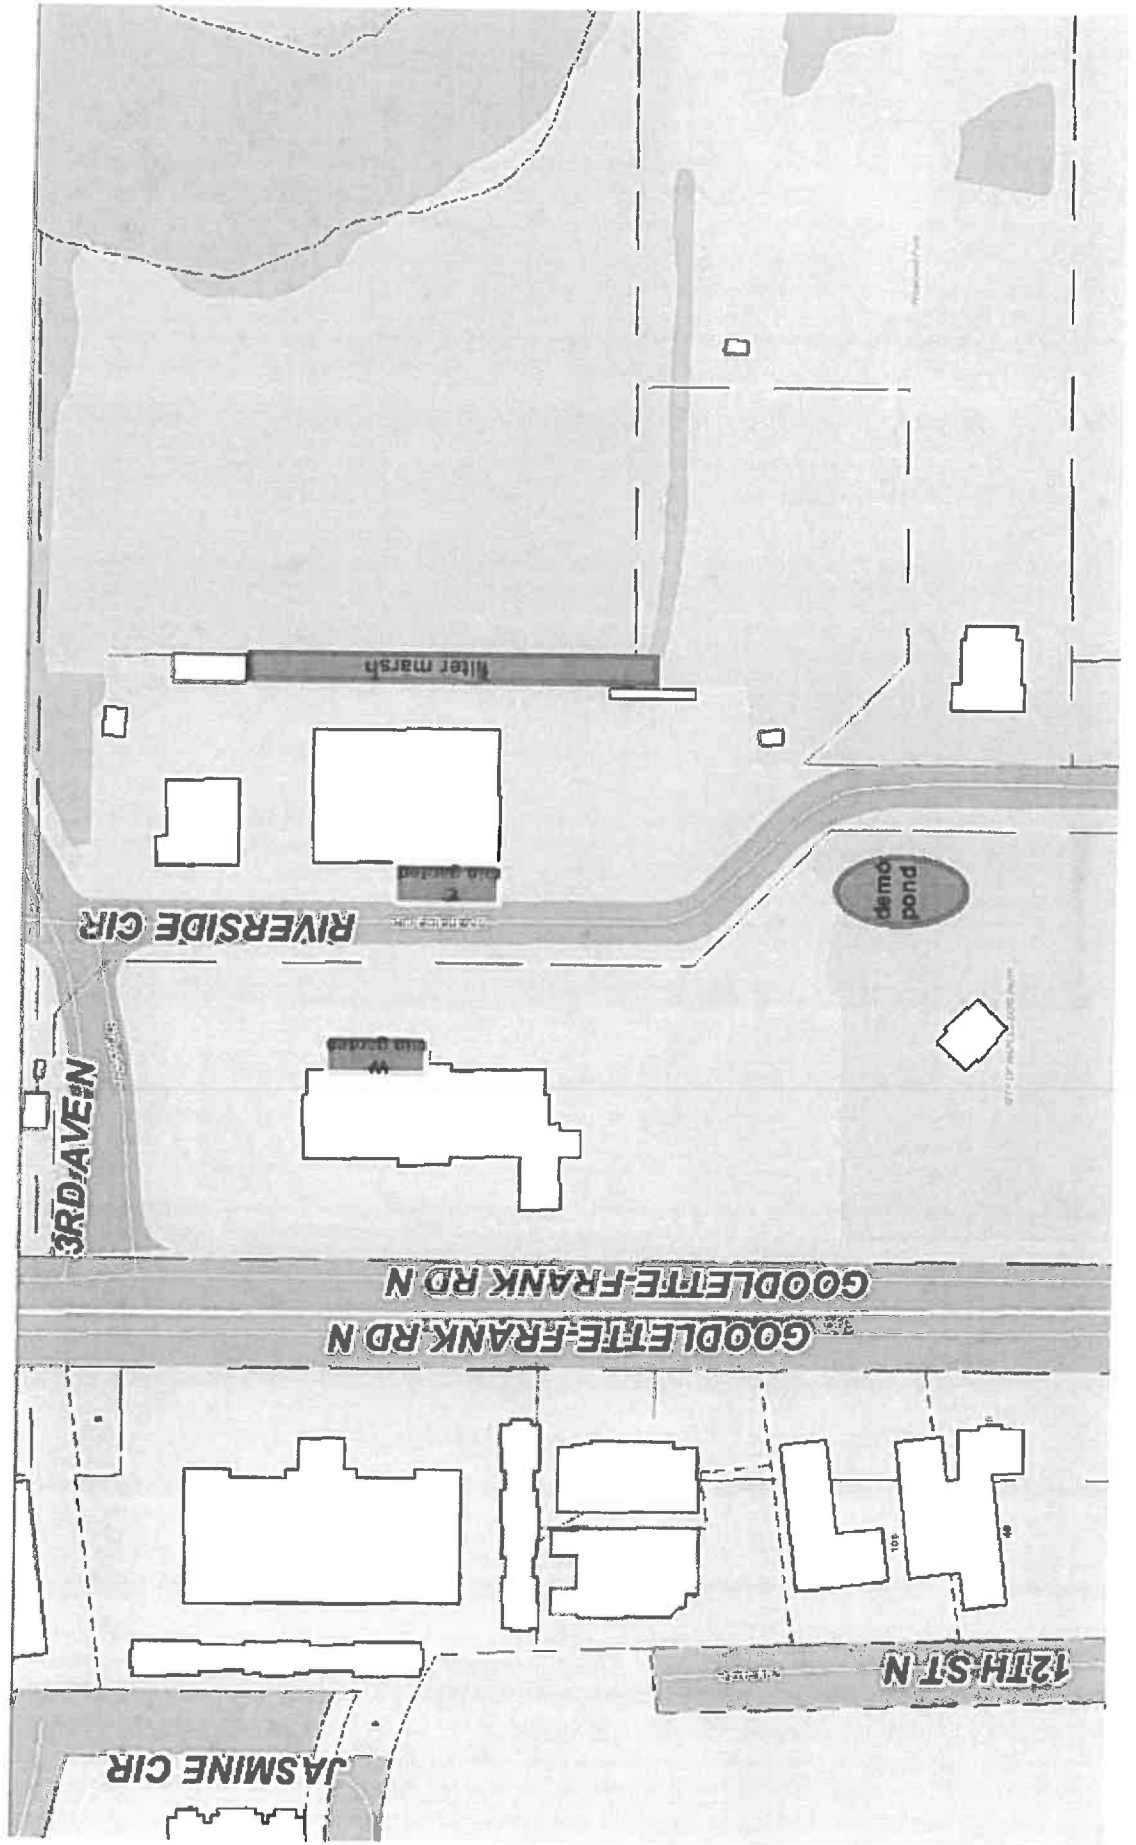 filter marsh
rain garden
RIVERSIDE CIR
demo
pond
rain garden
W
3RD AVE N
GOODLETTE-FRANK RD N
GOODLETTE-FRANK RD N
12TH ST N
JASMINE CIR